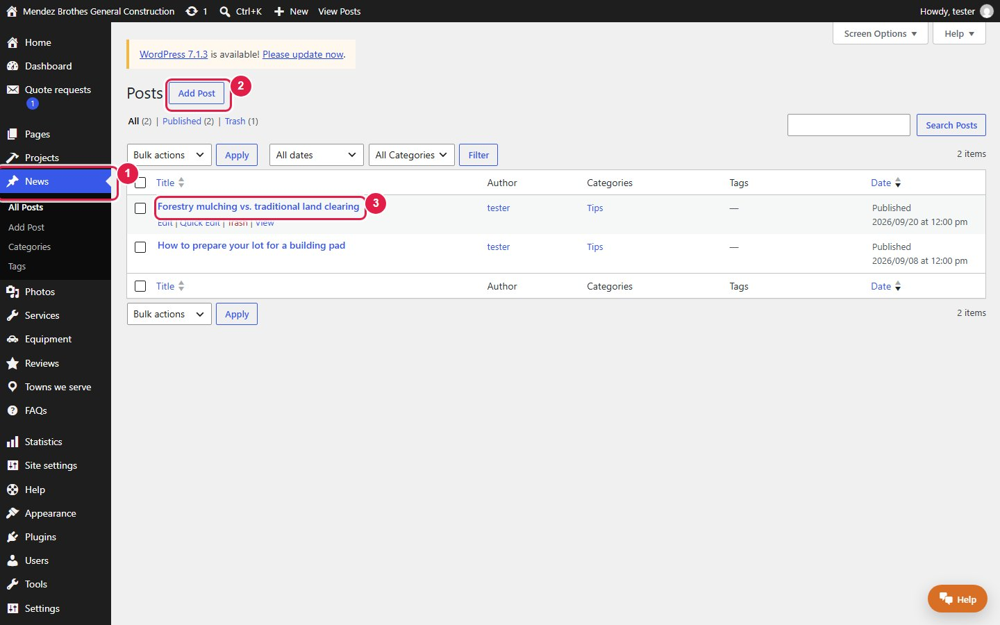 Mendez Brothes General Construction 1 Ctrl+K New View Posts Howdy, tester
Screen Options Help
Home
Dashboard
Quote requests
1
Pages
Projects
News
All Posts
Add Post
Categories
Tags
Photos
Services
Equipment
Reviews
Towns we serve
FAQs
Statistics
Site settings
Help
Appearance
Plugins
Users
Tools
Settings
WordPress 7.1.3 is available! Please update now.
Posts Add Post
1
2
3
All (2) | Published (2) | Trash (1)
Search Posts
Bulk actions Apply All dates All Categories Filter 2 items
Title Author Categories Tags Date
Forestry mulching vs. traditional land clearing tester Tips — Published
2026/09/20 at 12:00 pm
Edit | Quick Edit | Trash | View
How to prepare your lot for a building pad tester Tips — Published
2026/09/08 at 12:00 pm
Title Author Categories Tags Date
Bulk actions Apply 2 items
Help